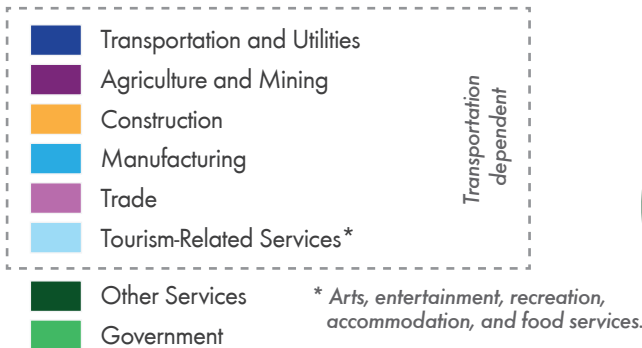 Transportation and Utilities
Agriculture and Mining
Construction
Manufacturing
Trade
Tourism-Related Services*
Transportation
dependent
Other Services
Government
* Arts, entertainment, recreation,
accommodation, and food services.